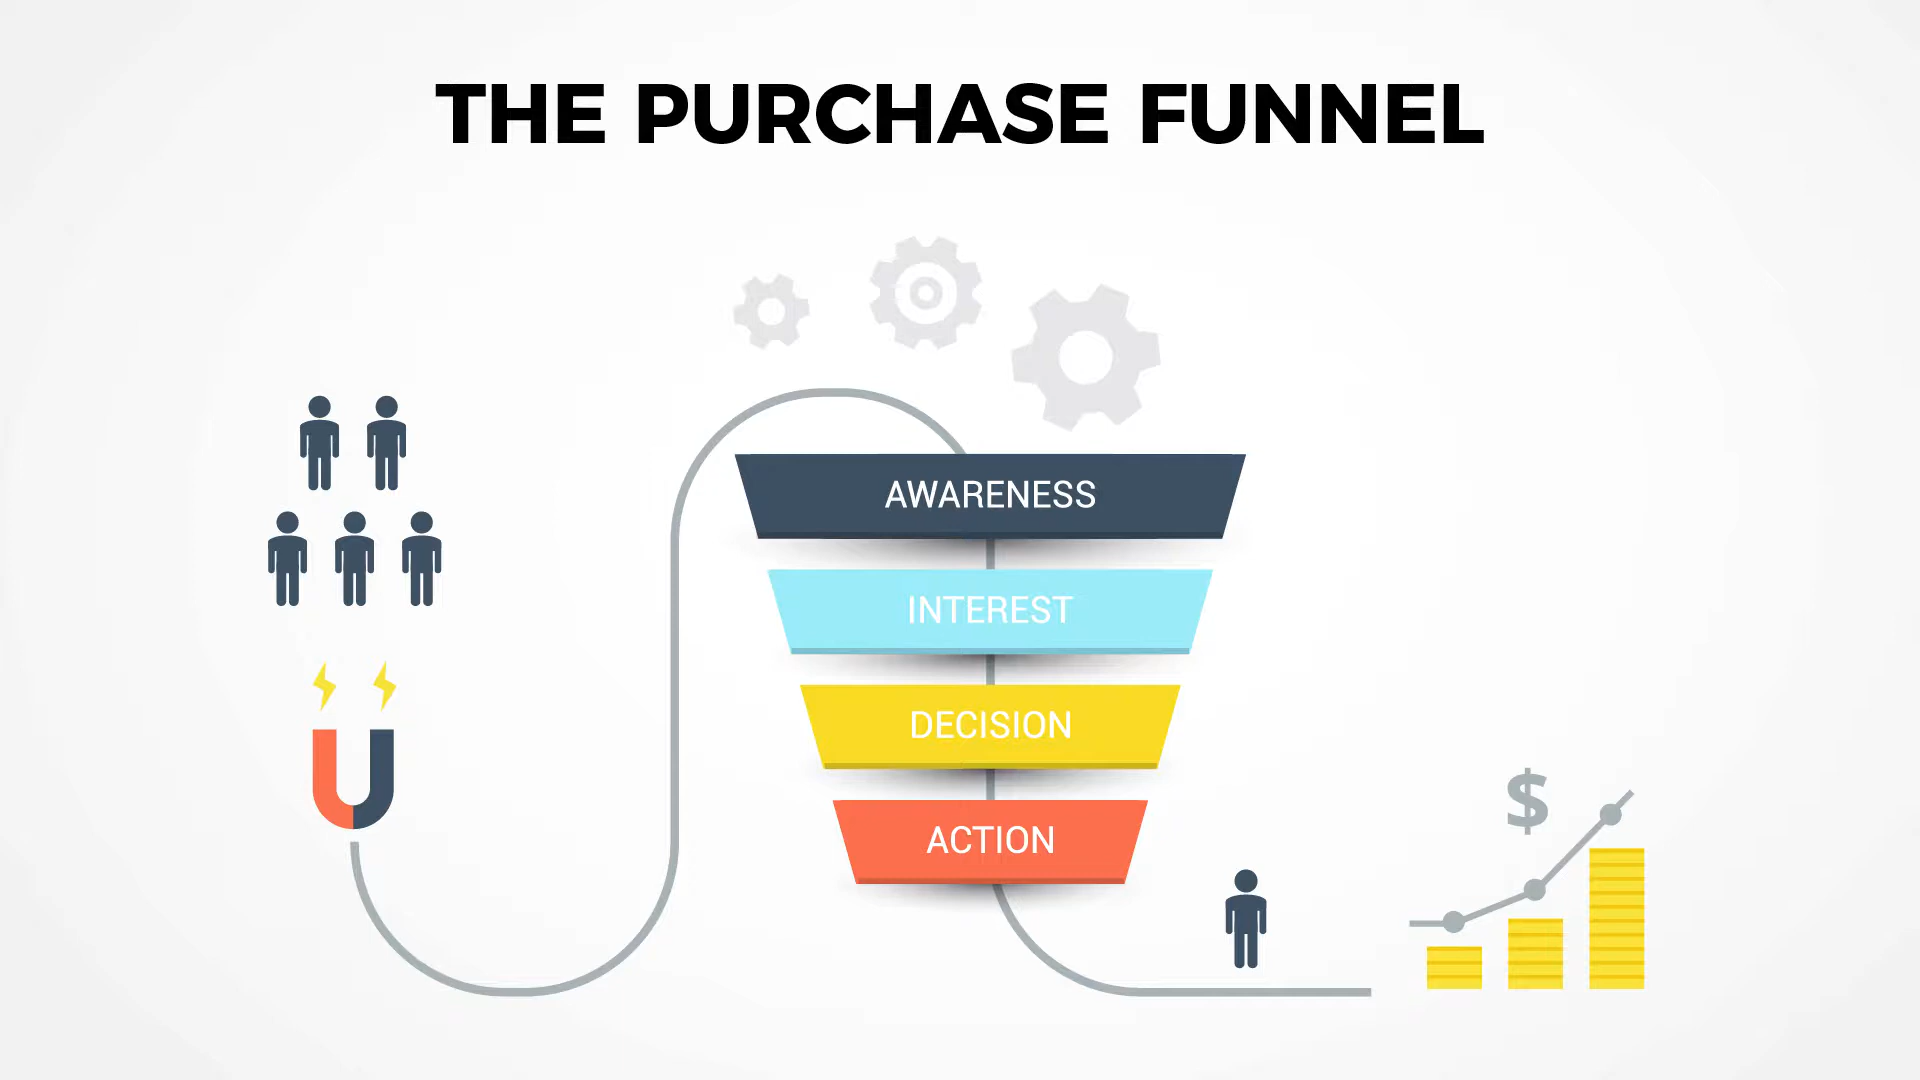 THE PURCHASE FUNNEL
AWARENESS
INTEREST
DECISION
ACTION
$